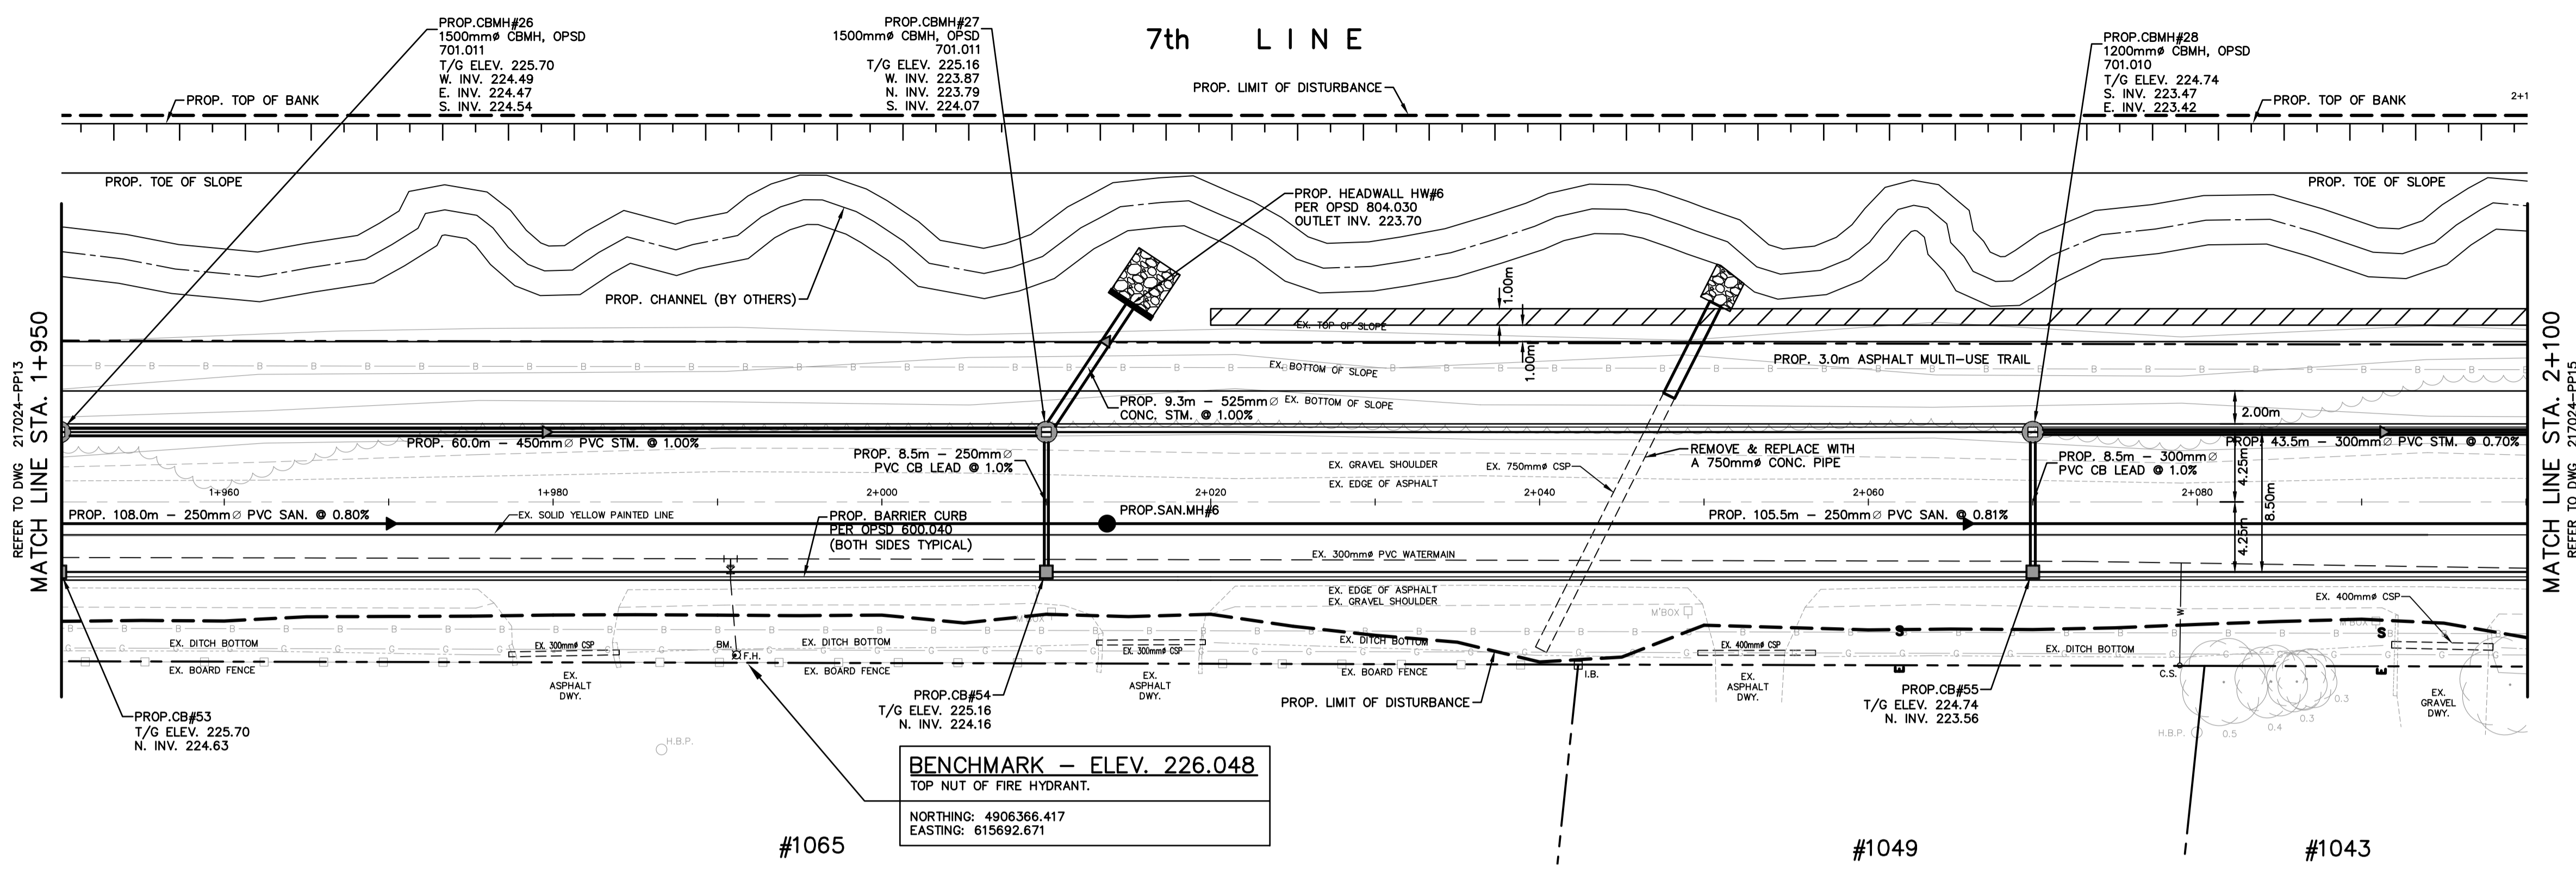 7th LINE
PROP.CBMH#26
1500mmø CBMH, OPSD
701.011
T/G ELEV. 225.70
W. INV. 224.49
E. INV. 224.47
S. INV. 224.54
PROP.CBMH#27
1500mmø CBMH, OPSD
701.011
T/G ELEV. 225.16
W. INV. 223.87
N. INV. 223.79
S. INV. 224.07
PROP.CBMH#28
1200mmø CBMH, OPSD
701.010
T/G ELEV. 224.74
S. INV. 223.47
E. INV. 223.42
PROP. TOP OF BANK
PROP. LIMIT OF DISTURBANCE
PROP. TOP OF BANK
2+1
PROP. TOE OF SLOPE
PROP. TOE OF SLOPE
PROP. HEADWALL HW#6
PER OPSD 804.030
OUTLET INV. 223.70
PROP. CHANNEL (BY OTHERS)
1.00m
EX. TOP OF SLOPE
1.00m
PROP. 3.0m ASPHALT MULTI-USE TRAIL
EX. BOTTOM OF SLOPE
B B B B B B B B B B B B B B B B B B B B B B B
EX. BOTTOM OF SLOPE
PROP. 9.3m - 525mm∅
CONC. STM. @ 1.00%
2.00m
PROP. 60.0m - 450mm∅ PVC STM. @ 1.00%
PROP. 43.5m - 300mm∅ PVC STM. @ 0.70%
PROP. 8.5m - 250mm∅
PVC CB LEAD @ 1.0%
EX. GRAVEL SHOULDER
EX. 750mmø CSP
REMOVE & REPLACE WITH
A 750mmø CONC. PIPE
PROP. 8.5m - 300mm∅
PVC CB LEAD @ 1.0%
EX. EDGE OF ASPHALT
4.25m
4.25m
8.50m
1+960
1+980
2+000
2+020
2+040
2+060
2+080
PROP. 108.0m - 250mm∅ PVC SAN. @ 0.80%
EX. SOLID YELLOW PAINTED LINE
PROP. BARRIER CURB
PER OPSD 600.040
(BOTH SIDES TYPICAL)
PROP.SAN.MH#6
PROP. 105.5m - 250mm∅ PVC SAN. @ 0.81%
EX. 300mmø PVC WATERMAIN
EX. EDGE OF ASPHALT
EX. GRAVEL SHOULDER
M'BOX
M'BOX
W
EX. 400mmø CSP
EX. DITCH BOTTOM
EX. 300mmø CSP
BM.
F.H.
EX. DITCH BOTTOM
EX. 300mmø CSP
EX. DITCH BOTTOM
EX. 400mmø CSP
EX. DITCH BOTTOM
S
S
E
E
EX. BOARD FENCE
EX. BOARD FENCE
EX. BOARD FENCE
I.B.
C.S.
EX.
ASPHALT
DWY.
EX.
ASPHALT
DWY.
EX.
ASPHALT
DWY.
EX.
GRAVEL
DWY.
PROP. LIMIT OF DISTURBANCE
PROP.CB#53
T/G ELEV. 225.70
N. INV. 224.63
PROP.CB#54
T/G ELEV. 225.16
N. INV. 224.16
PROP.CB#55
T/G ELEV. 224.74
N. INV. 223.56
H.B.P.
H.B.P.
0.5
0.4
0.3
0.3
BENCHMARK - ELEV. 226.048
TOP NUT OF FIRE HYDRANT.
NORTHING: 4906366.417
EASTING: 615692.671
#1065
#1049
#1043
REFER TO DWG 217024-PP13
MATCH LINE STA. 1+950
MATCH LINE STA. 2+100
REFER TO DWG 217024-PP15